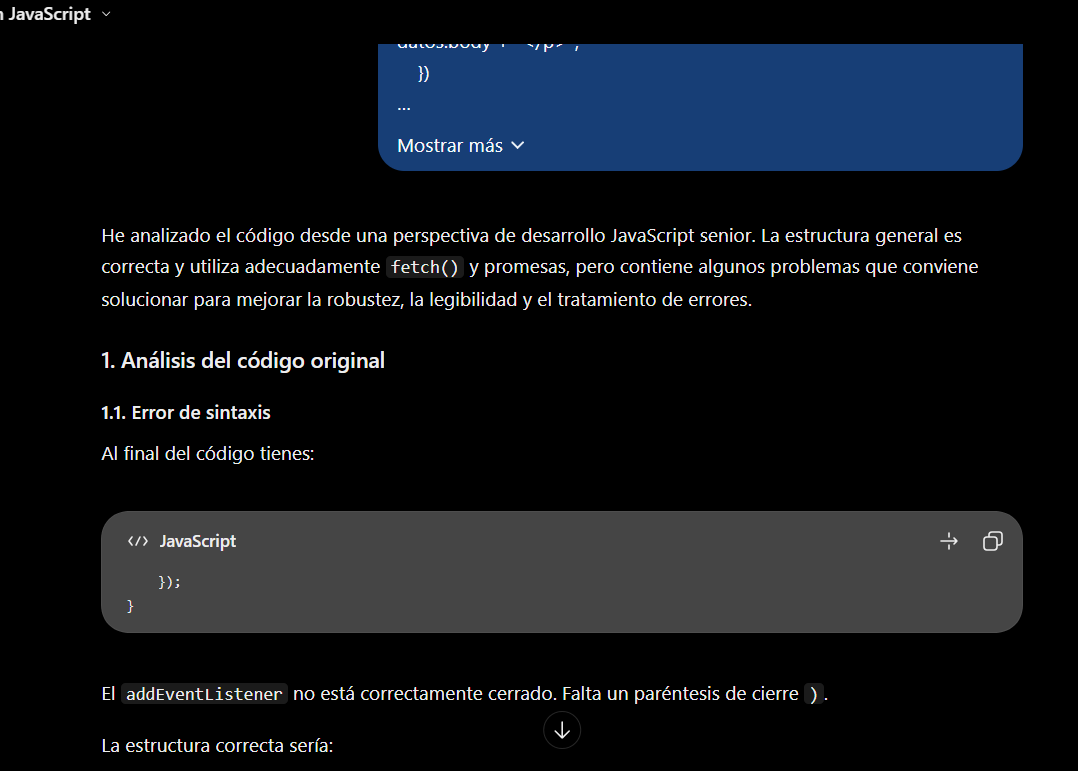 JavaScript
datos.body + "</p>";
})
...
Mostrar más
He analizado el código desde una perspectiva de desarrollo JavaScript senior. La estructura general es
correcta y utiliza adecuadamente fetch() y promesas, pero contiene algunos problemas que conviene
solucionar para mejorar la robustez, la legibilidad y el tratamiento de errores.
1. Análisis del código original
1.1. Error de sintaxis
Al final del código tienes:
</> JavaScript
});
}
El addEventListener no está correctamente cerrado. Falta un paréntesis de cierre ).
La estructura correcta sería: